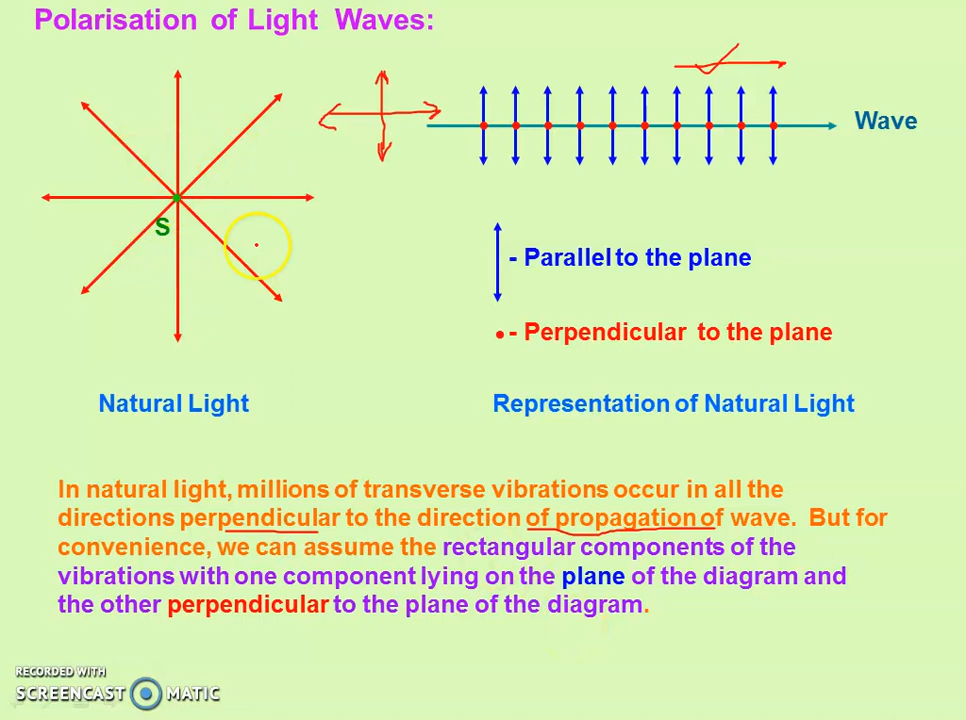 Polarisation of Light Waves:
Wave
S
- Parallel to the plane
- Perpendicular to the plane
Natural Light
Representation of Natural Light
In natural light, millions of transverse vibrations occur in all the
directions perpendicular to the direction of propagation of wave. But for
convenience, we can assume the rectangular components of the
vibrations with one component lying on the plane of the diagram and
the other perpendicular to the plane of the diagram.
RECORDED WITH
SCREENCAST MATIC